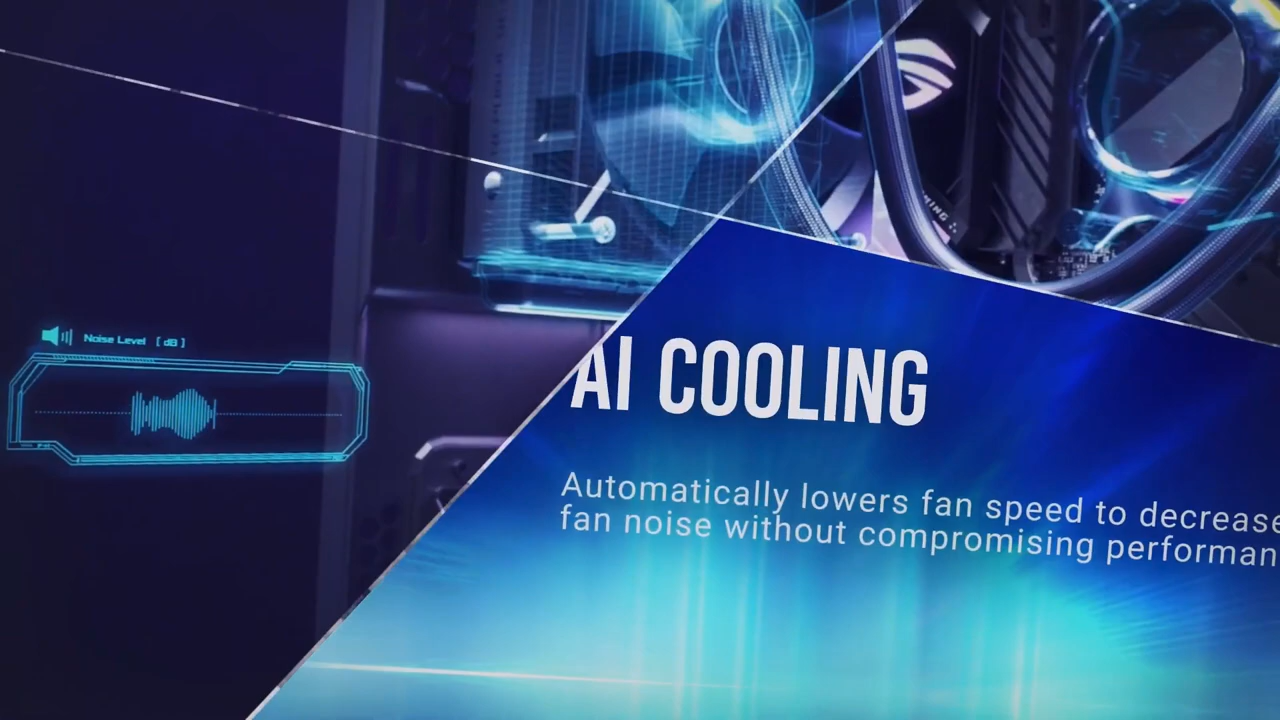 Noise Level [ dB ]
AI COOLING
Automatically lowers fan speed to decrease
fan noise without compromising performan